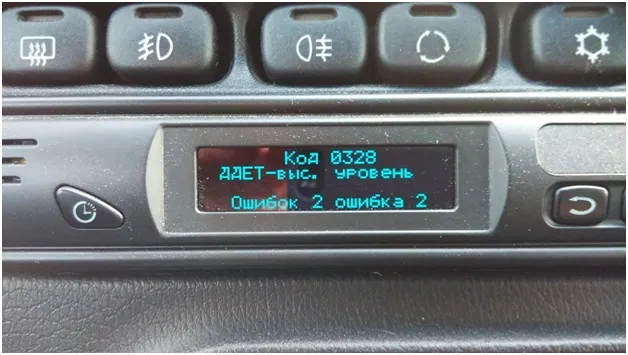 Код 0328
ДДЕТ-выс. уровень
Ошибок 2 ошибка 2